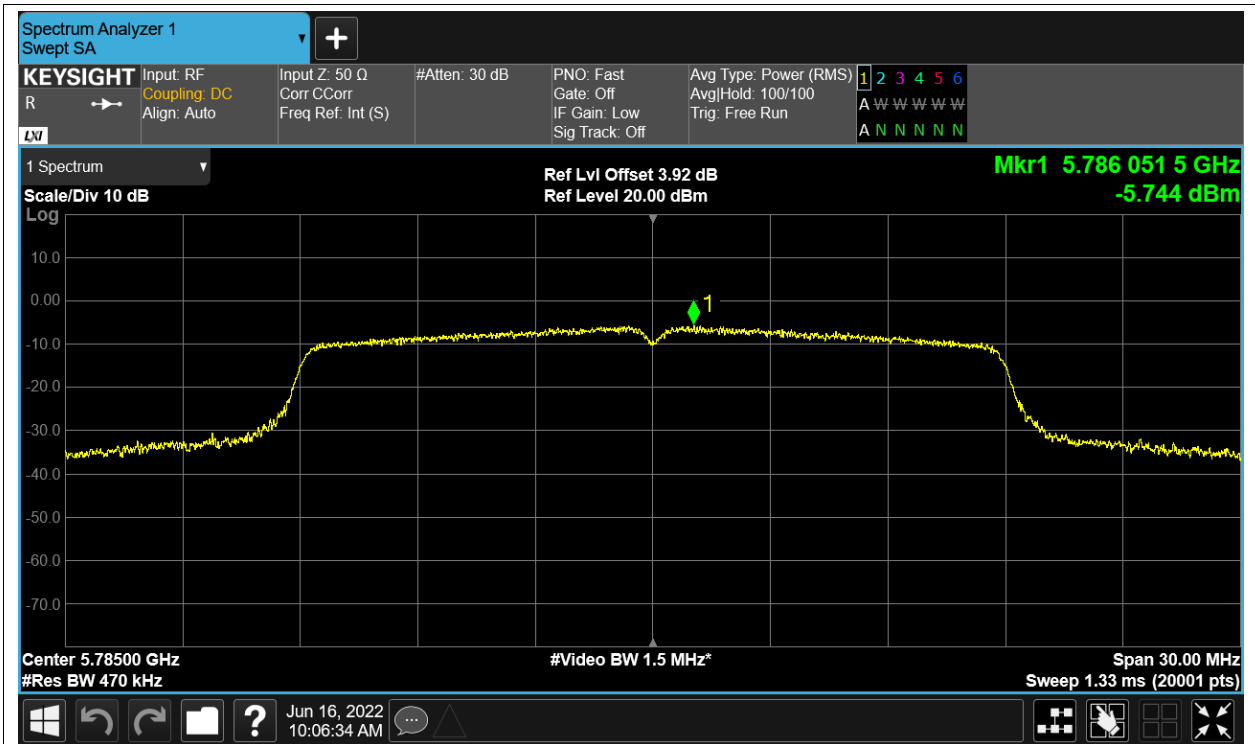 Spectrum Analyzer 1
Swept SA
KEYSIGHT
R
LXI
Input: RF
Coupling: DC
Align: Auto
Input Z: 50 Ω
Corr CCorr
Freq Ref: Int (S)
#Atten: 30 dB
PNO: Fast
Gate: Off
IF Gain: Low
Sig Track: Off
Avg Type: Power (RMS)
Avg|Hold: 100/100
Trig: Free Run
1 2 3 4 5 6
A W W W W W
A N N N N N
1 Spectrum
Scale/Div 10 dB
Log
Ref Lvl Offset 3.92 dB
Ref Level 20.00 dBm
Mkr1 5.786 051 5 GHz
-5.744 dBm
10.0
0.00
1
-10.0
-20.0
-30.0
-40.0
-50.0
-60.0
-70.0
Center 5.78500 GHz
#Res BW 470 kHz
#Video BW 1.5 MHz*
Span 30.00 MHz
Sweep 1.33 ms (20001 pts)
?
Jun 16, 2022
10:06:34 AM